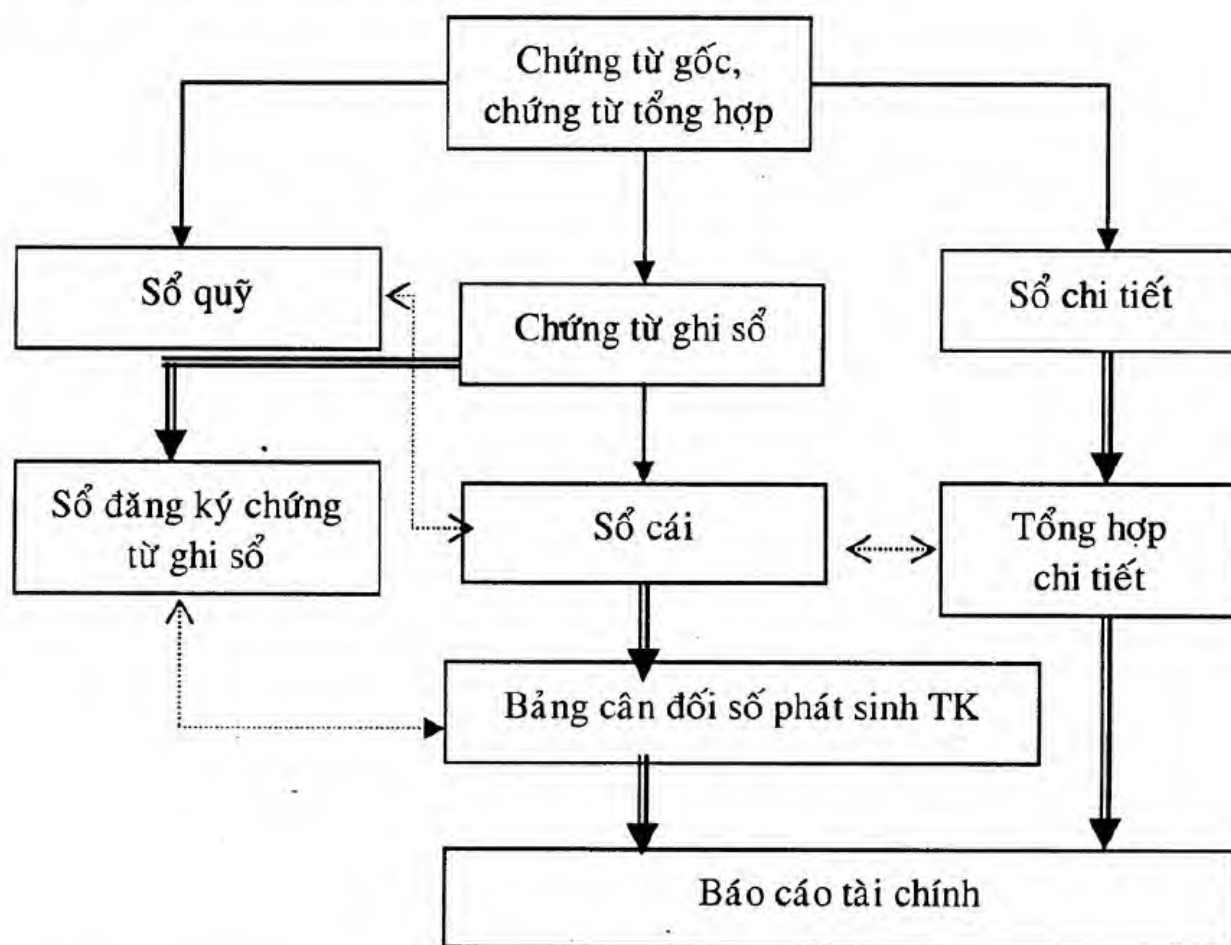 Chứng từ gốc,
chứng từ tổng hợp
Sổ quỹ
Chứng từ ghi sổ
Sổ chi tiết
Sổ đăng ký chứng
từ ghi sổ
Sổ cái
Tổng hợp
chi tiết
Bảng cân đối số phát sinh TK
Báo cáo tài chính